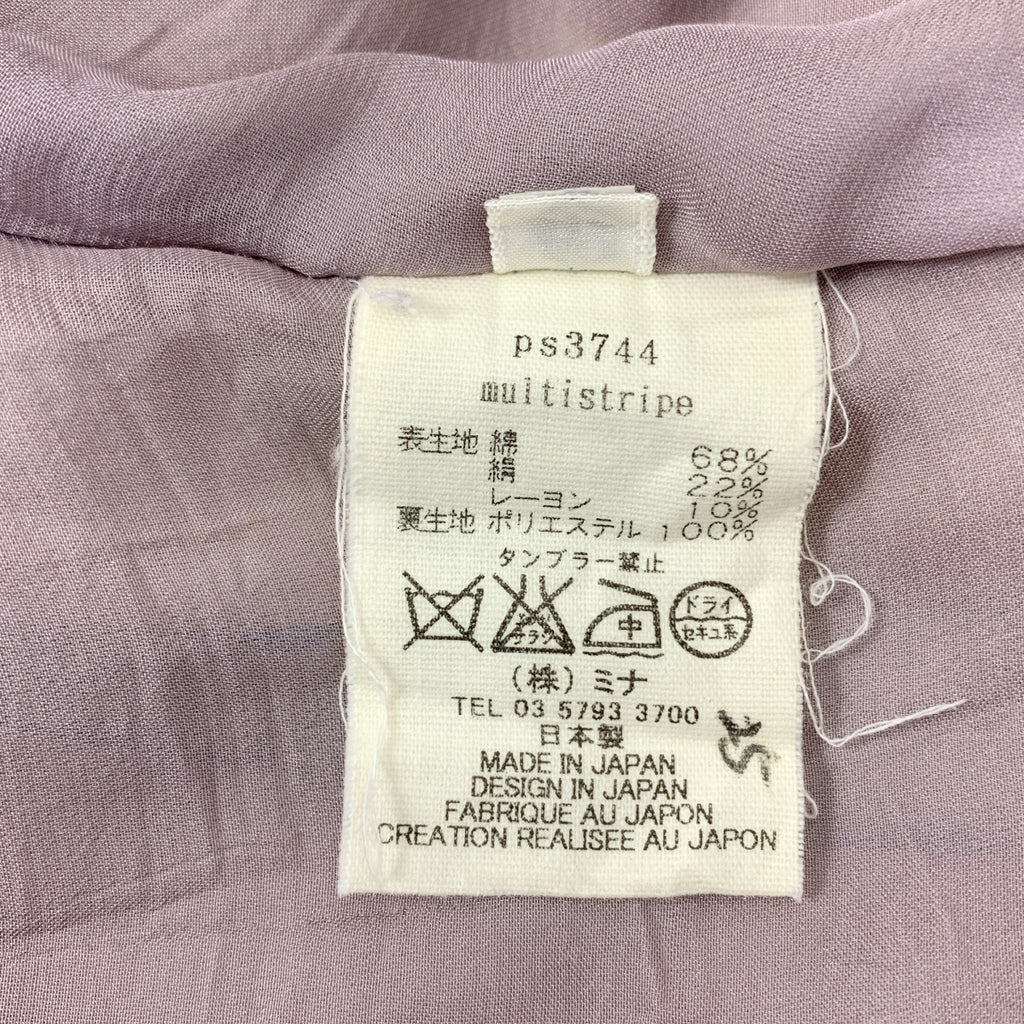 ps3744
multistripe
表生地 綿 68%
絹 22%
レーヨン 10%
裏生地 ポリエステル 100%
タンブラー禁止
中 ドライ
セキユ系
(株)ミナ
TEL 03 5793 3700
日本製
MADE IN JAPAN
DESIGN IN JAPAN
FABRIQUE AU JAPON
CREATION REALISEE AU JAPON